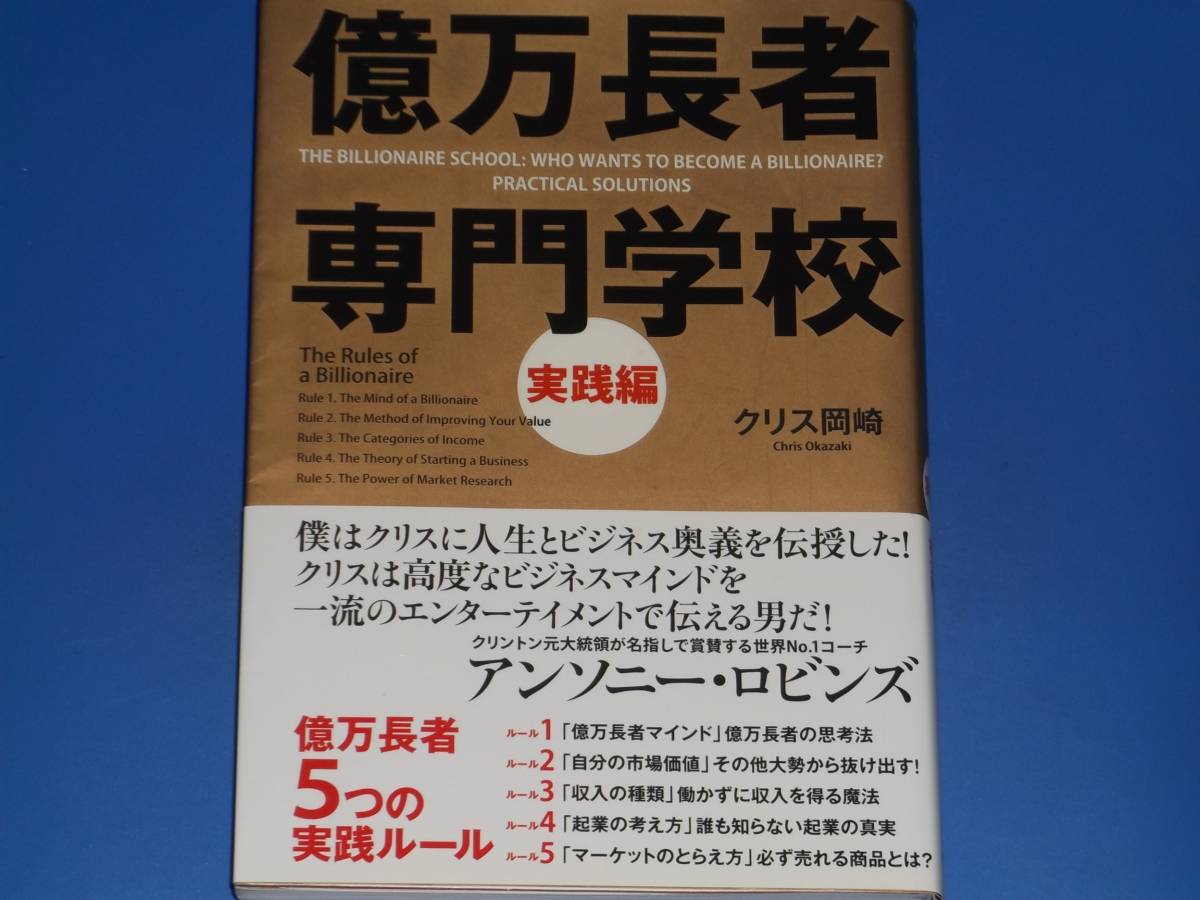 億万長者
THE BILLIONAIRE SCHOOL: WHO WANTS TO BECOME A BILLIONAIRE?
PRACTICAL SOLUTIONS
専門学校
実践編
The Rules of
a Billionaire
Rule 1. The Mind of a Billionaire
Rule 2. The Method of Improving Your Value
Rule 3. The Categories of Income
Rule 4. The Theory of Starting a Business
Rule 5. The Power of Market Research
クリス岡崎
Chris Okazaki
僕はクリスに人生とビジネス奥義を伝授した!
クリスは高度なビジネスマインドを
一流のエンターテイメントで伝える男だ!
クリントン元大統領が名指しで賞賛する世界No.1コーチ
アンソニー・ロビンズ
億万長者
5つの
実践ルール
ルール1「億万長者マインド」億万長者の思考法
ルール2「自分の市場価値」その他大勢から抜け出す!
ルール3「収入の種類」働かずに収入を得る魔法
ルール4「起業の考え方」誰も知らない起業の真実
ルール5「マーケットのとらえ方」必ず売れる商品とは?